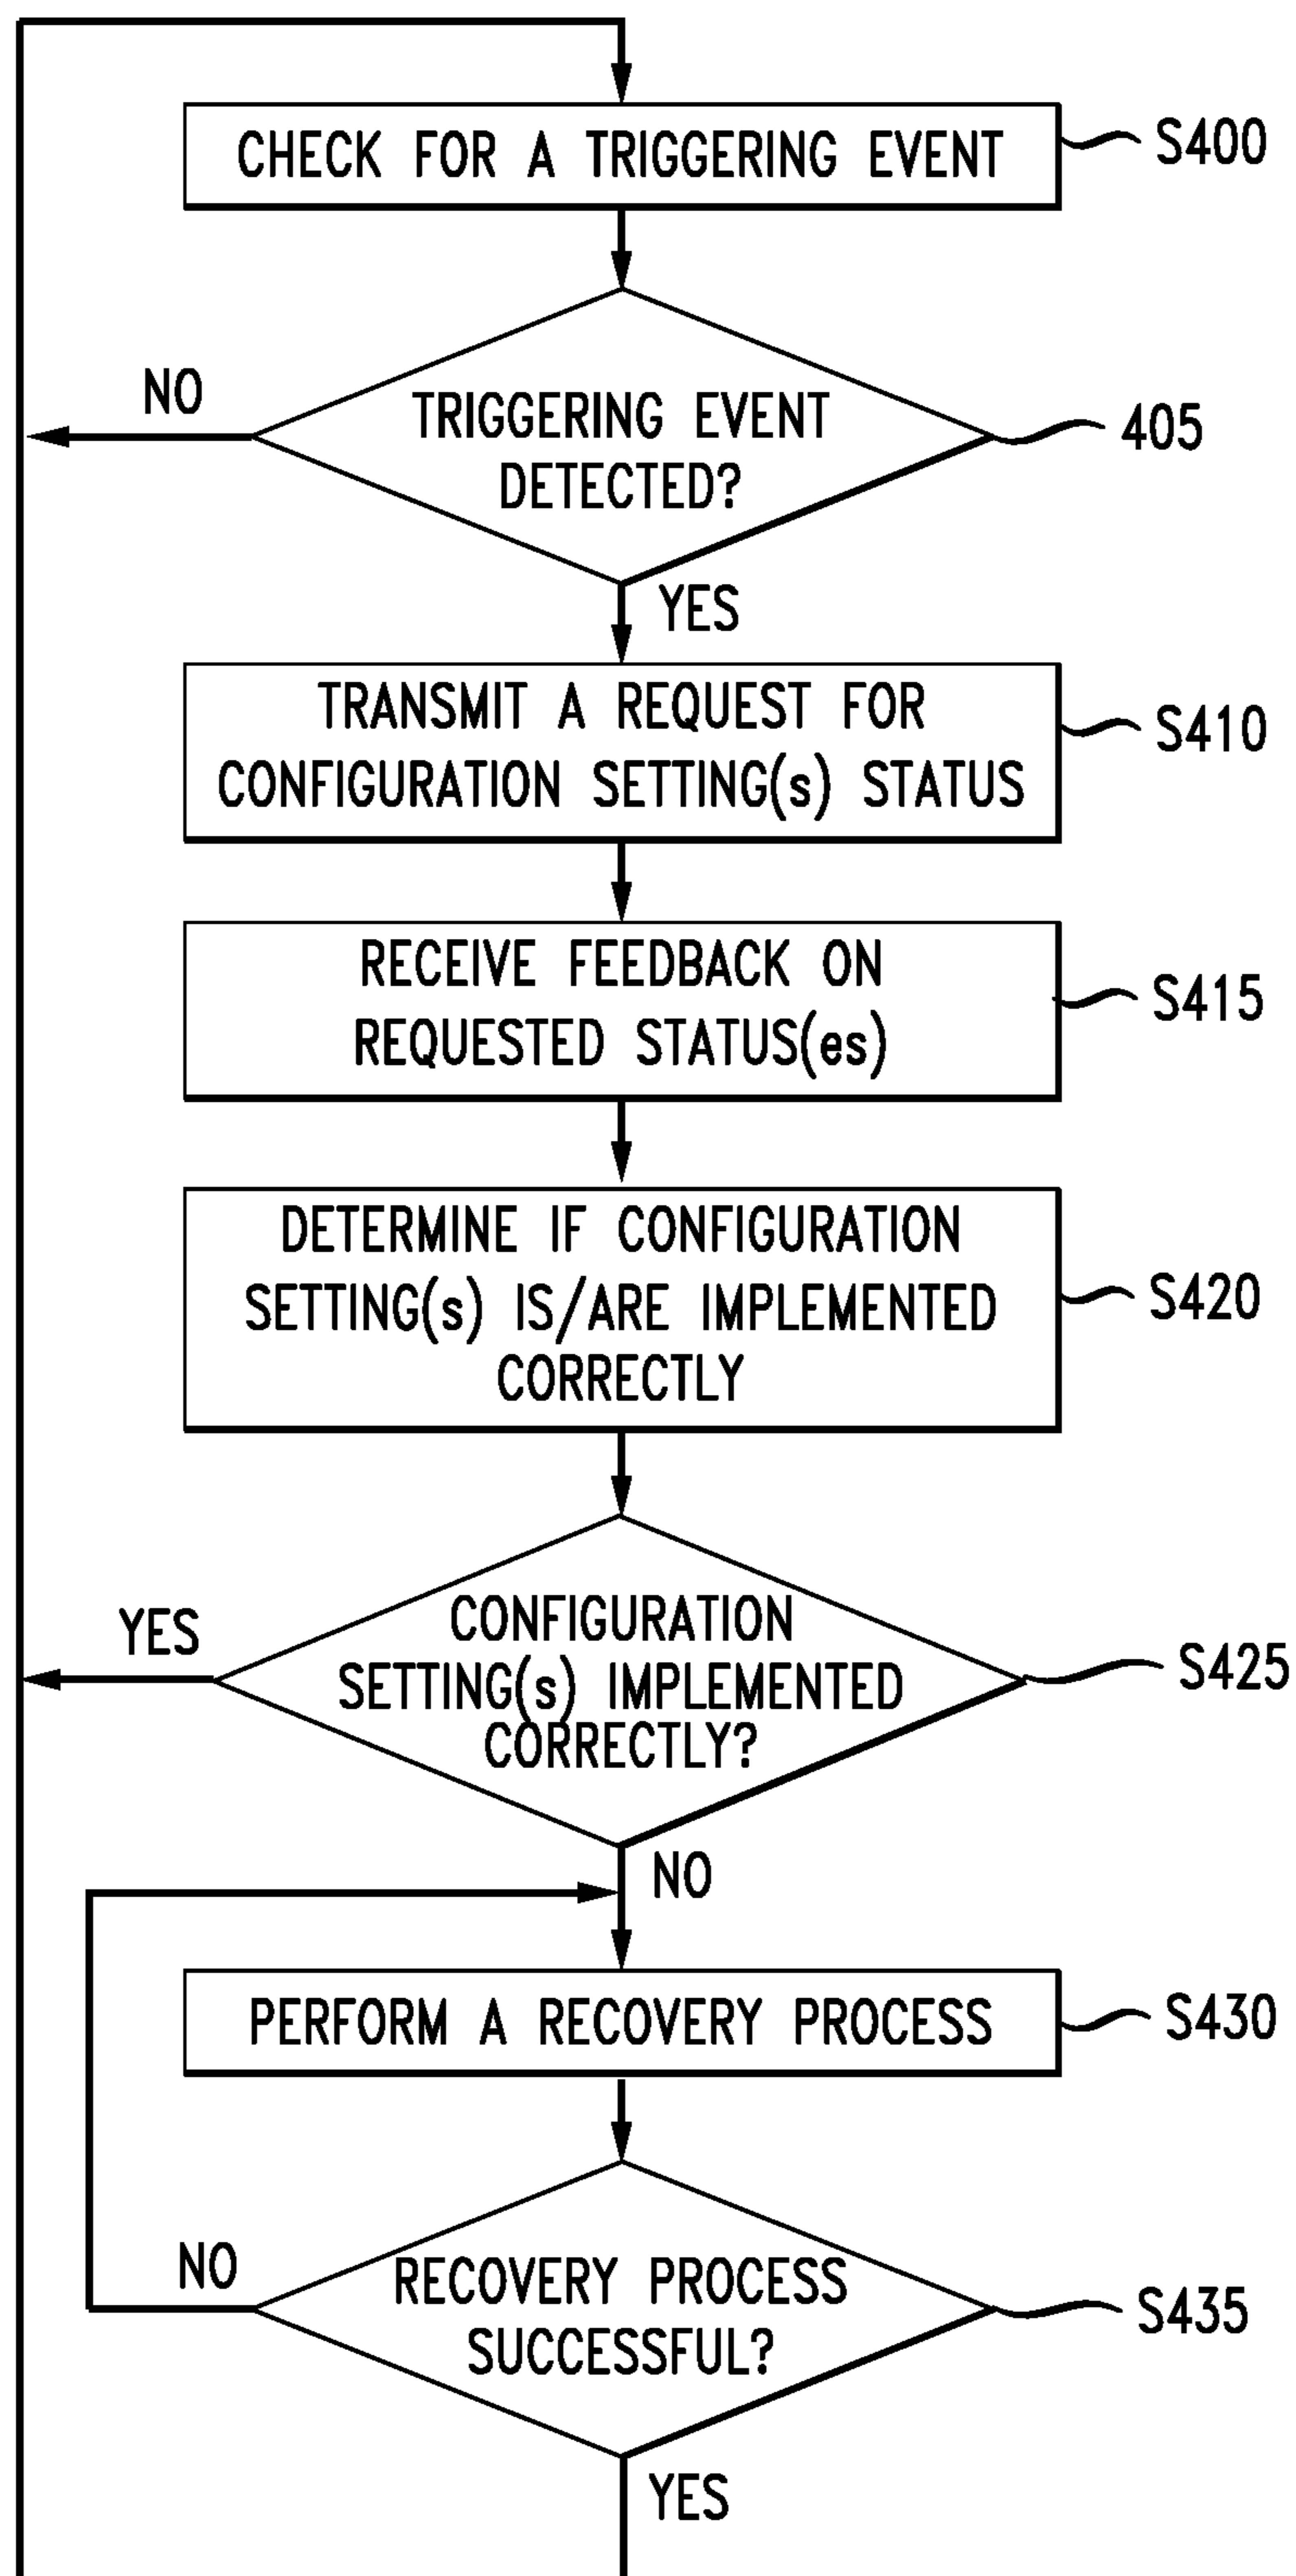 CHECK FOR A TRIGGERING EVENT
S400
NO
TRIGGERING EVENT
DETECTED?
405
YES
TRANSMIT A REQUEST FOR
CONFIGURATION SETTING(s) STATUS
S410
RECEIVE FEEDBACK ON
REQUESTED STATUS(es)
S415
DETERMINE IF CONFIGURATION
SETTING(s) IS/ARE IMPLEMENTED
CORRECTLY
S420
YES
CONFIGURATION
SETTING(s) IMPLEMENTED
CORRECTLY?
S425
NO
PERFORM A RECOVERY PROCESS
S430
NO
RECOVERY PROCESS
SUCCESSFUL?
S435
YES